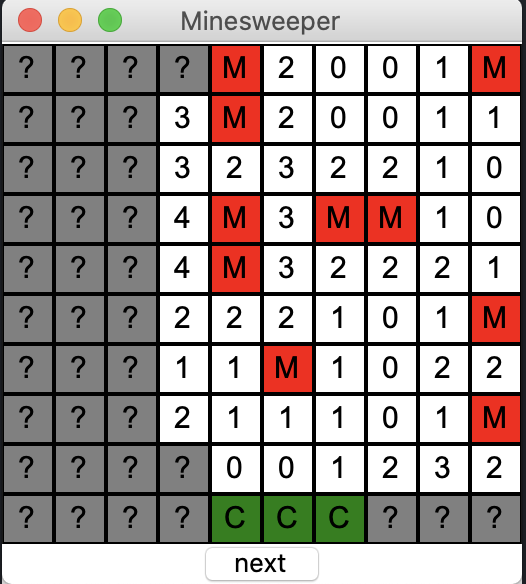 Minesweeper
? ? ? ? M 2 0 0 1 M
? ? ? 3 M 2 0 0 1 1
? ? ? 3 2 3 2 2 1 0
? ? ? 4 M 3 M M 1 0
? ? ? 4 M 3 2 2 2 1
? ? ? 2 2 2 1 0 1 M
? ? ? 1 1 M 1 0 2 2
? ? ? 2 1 1 1 0 1 M
? ? ? ? 0 0 1 2 3 2
? ? ? ? C C C ? ? ?
next